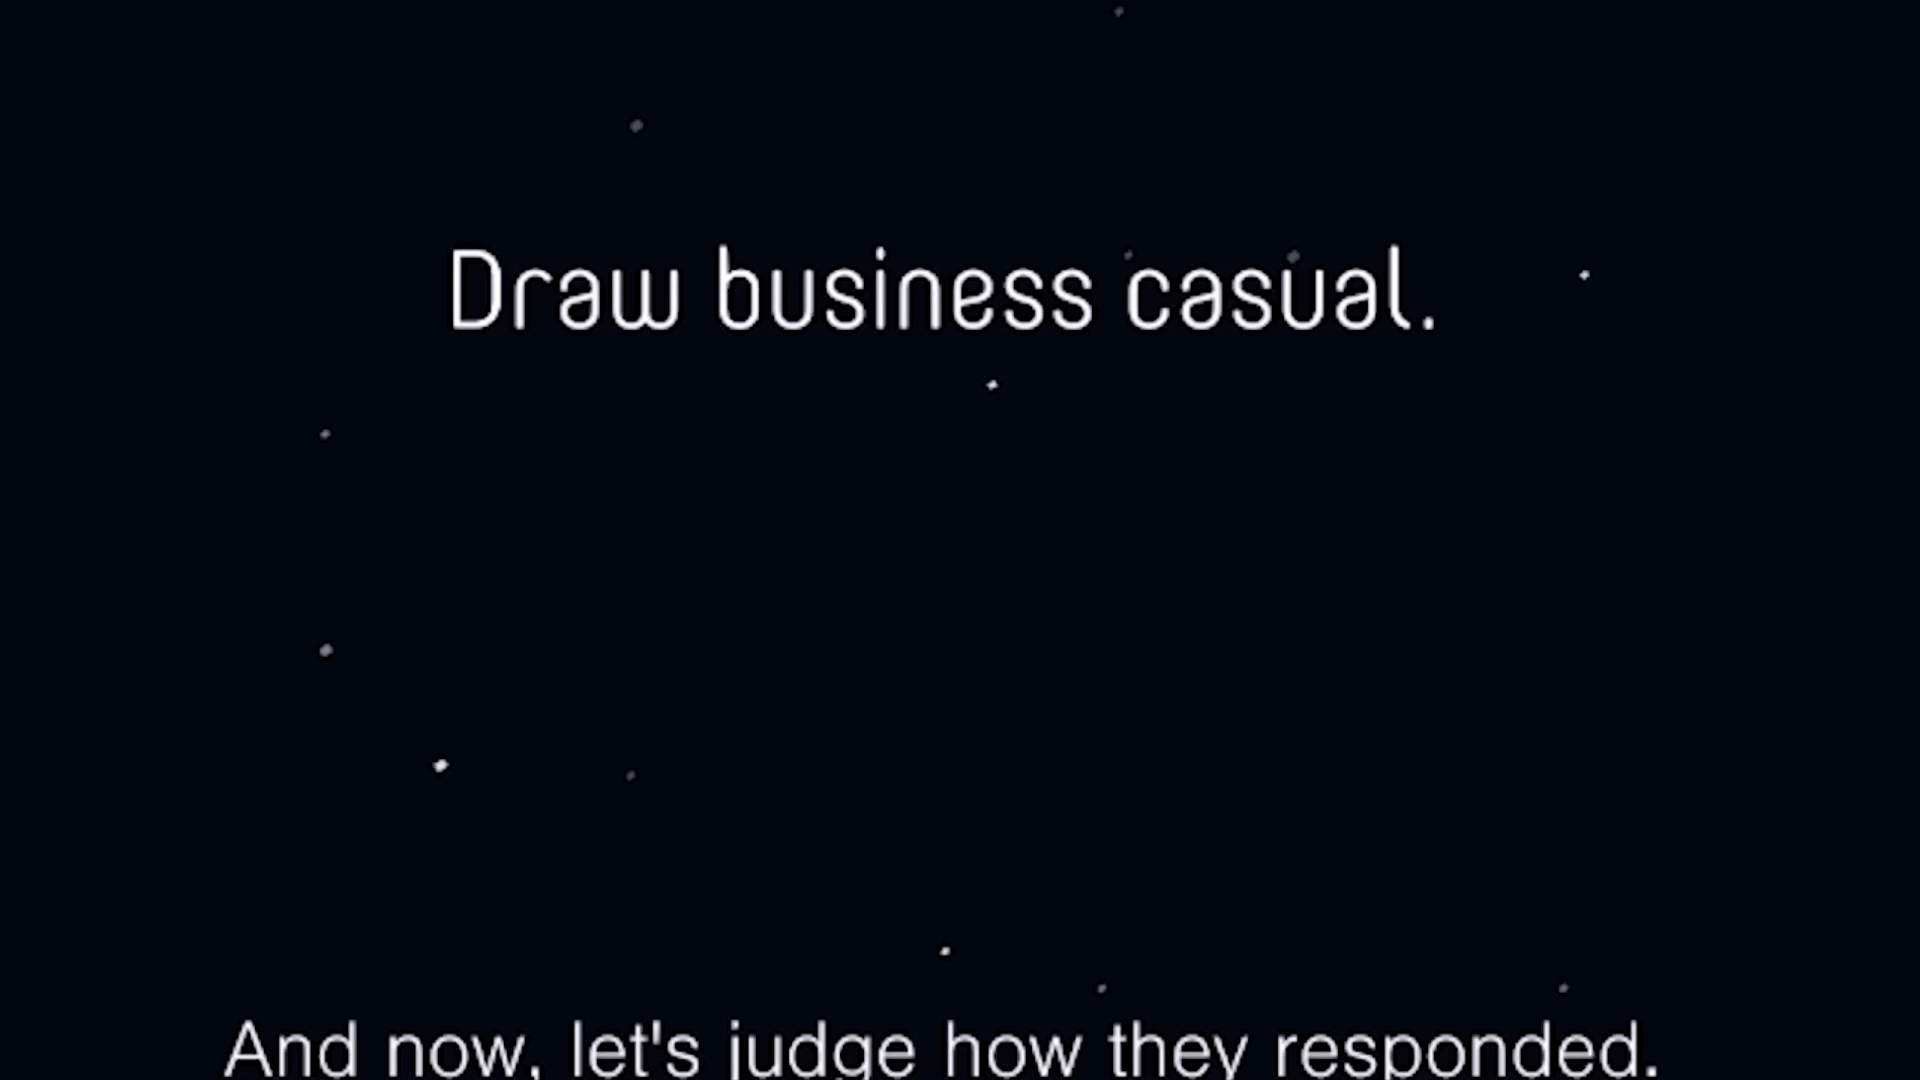 Draw business casual.
And now, let's judge how they responded.